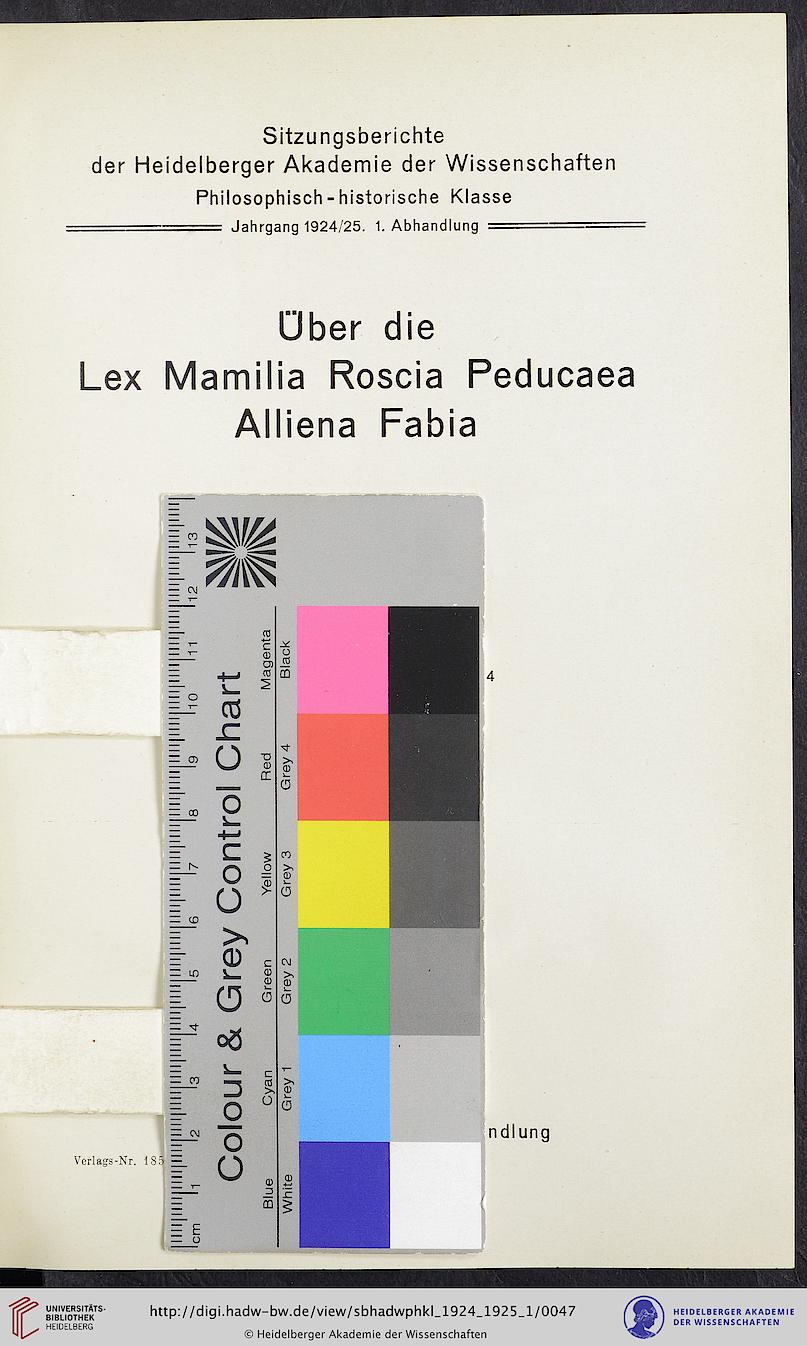 Sitzungsberichte
der Heidelberger Akademie der Wissenschaften
Philosophisch-historische Klasse
Jahrgang 1924/25. 1. Abhandlung
Über die
Lex Mamilia Roscia Peducaea
Alliena Fabia
4
ndlung
Verlags-Nr. 185
Colour & Grey Control Chart
Blue Cyan Green Yellow Red Magenta
White Grey 1 Grey 2 Grey 3 Grey 4 Black
cm 1 2 3 4 5 6 7 8 9 10 11 12 13
UNIVERSITÄTS-
BIBLIOTHEK
HEIDELBERG
http://digi.hadw-bw.de/view/sbhadwphkl_1924_1925_1/0047
© Heidelberger Akademie der Wissenschaften
HEIDELBERGER AKADEMIE
DER WISSENSCHAFTEN